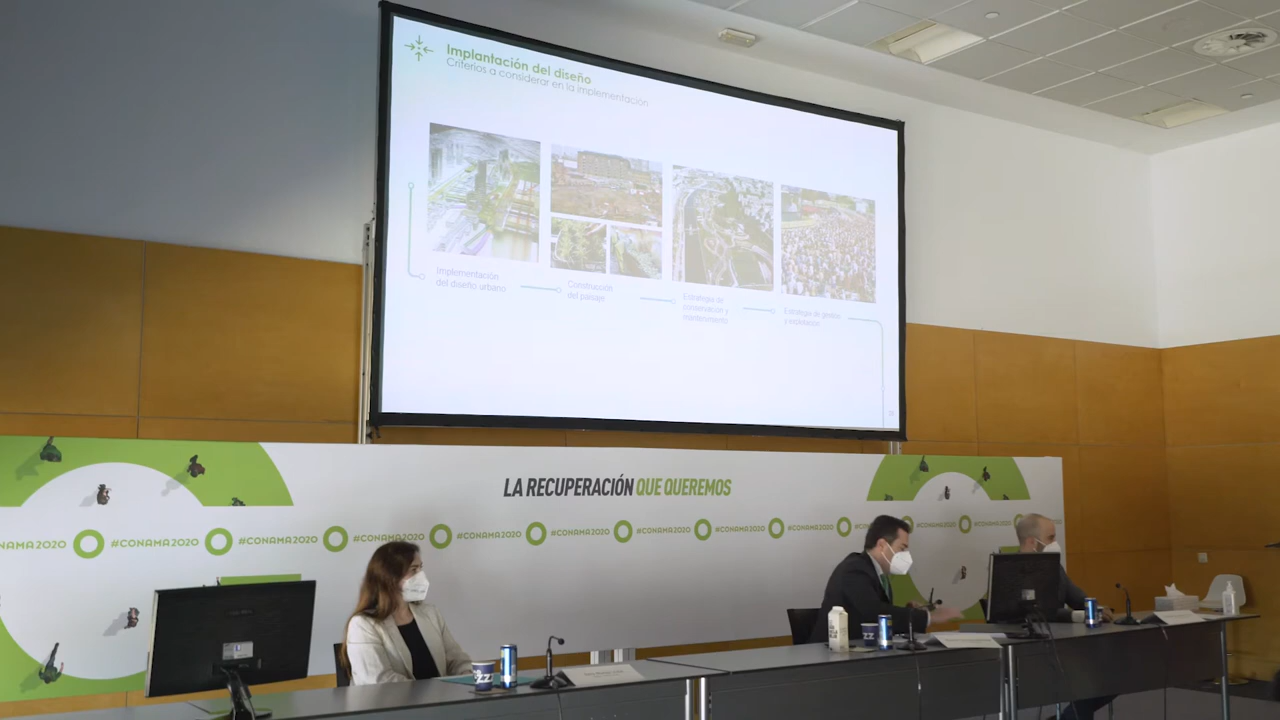 Implantación del diseño
Criterios a considerar en la implementación
Implementación
del diseño urbano
Construcción
del paisaje
Estrategia de
conservación y
mantenimiento
Estrategia de gestión
y explotación
LA RECUPERACIÓN QUE QUEREMOS
NAMA2020 #CONAMA2020 #CONAMA2020 #CONAMA2020 #CONAMA2020 #CONAMA2020 #CONAMA2020 #CONAMA2020
ZZ